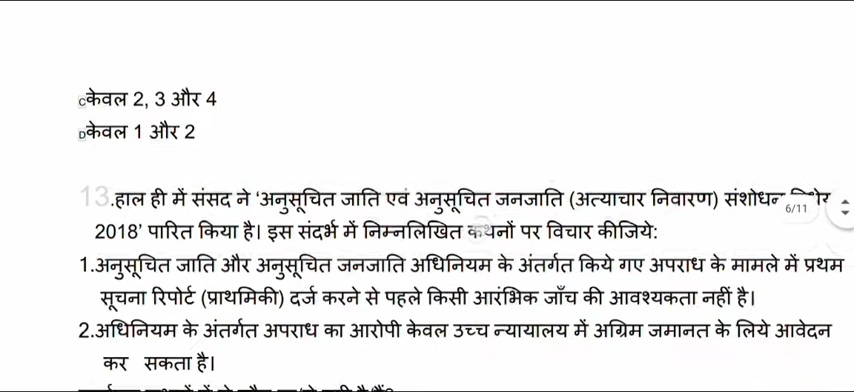 Cकेवल 2, 3 और 4
Dकेवल 1 और 2
13.हाल ही में संसद ने ‘अनुसूचित जाति एवं अनुसूचित जनजाति (अत्याचार निवारण)
6/11
2018’ पारित किया है। इस संदर्भ में निम्नलिखित कथनों पर विचार कीजिये:
1.अनुसूचित जाति और अनुसूचित जनजाति अधिनियम के अंतर्गत किये गए अपराध के मामले में प्रथम
सूचना रिपोर्ट (प्राथमिकी) दर्ज करने से पहले किसी आरंभिक जाँच की आवश्यकता नहीं है।
2.अधिनियम के अंतर्गत अपराध का आरोपी केवल उच्च न्यायालय में अग्रिम जमानत के लिये आवेदन
कर सकता है।